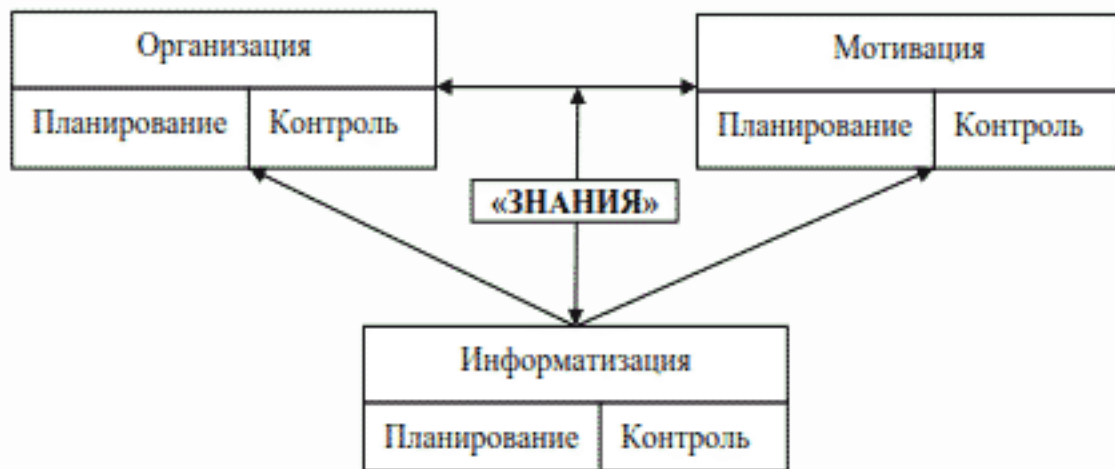 Организация
Мотивация
Планирование Контроль
Планирование Контроль
«ЗНАНИЯ»
Информатизация
Планирование Контроль